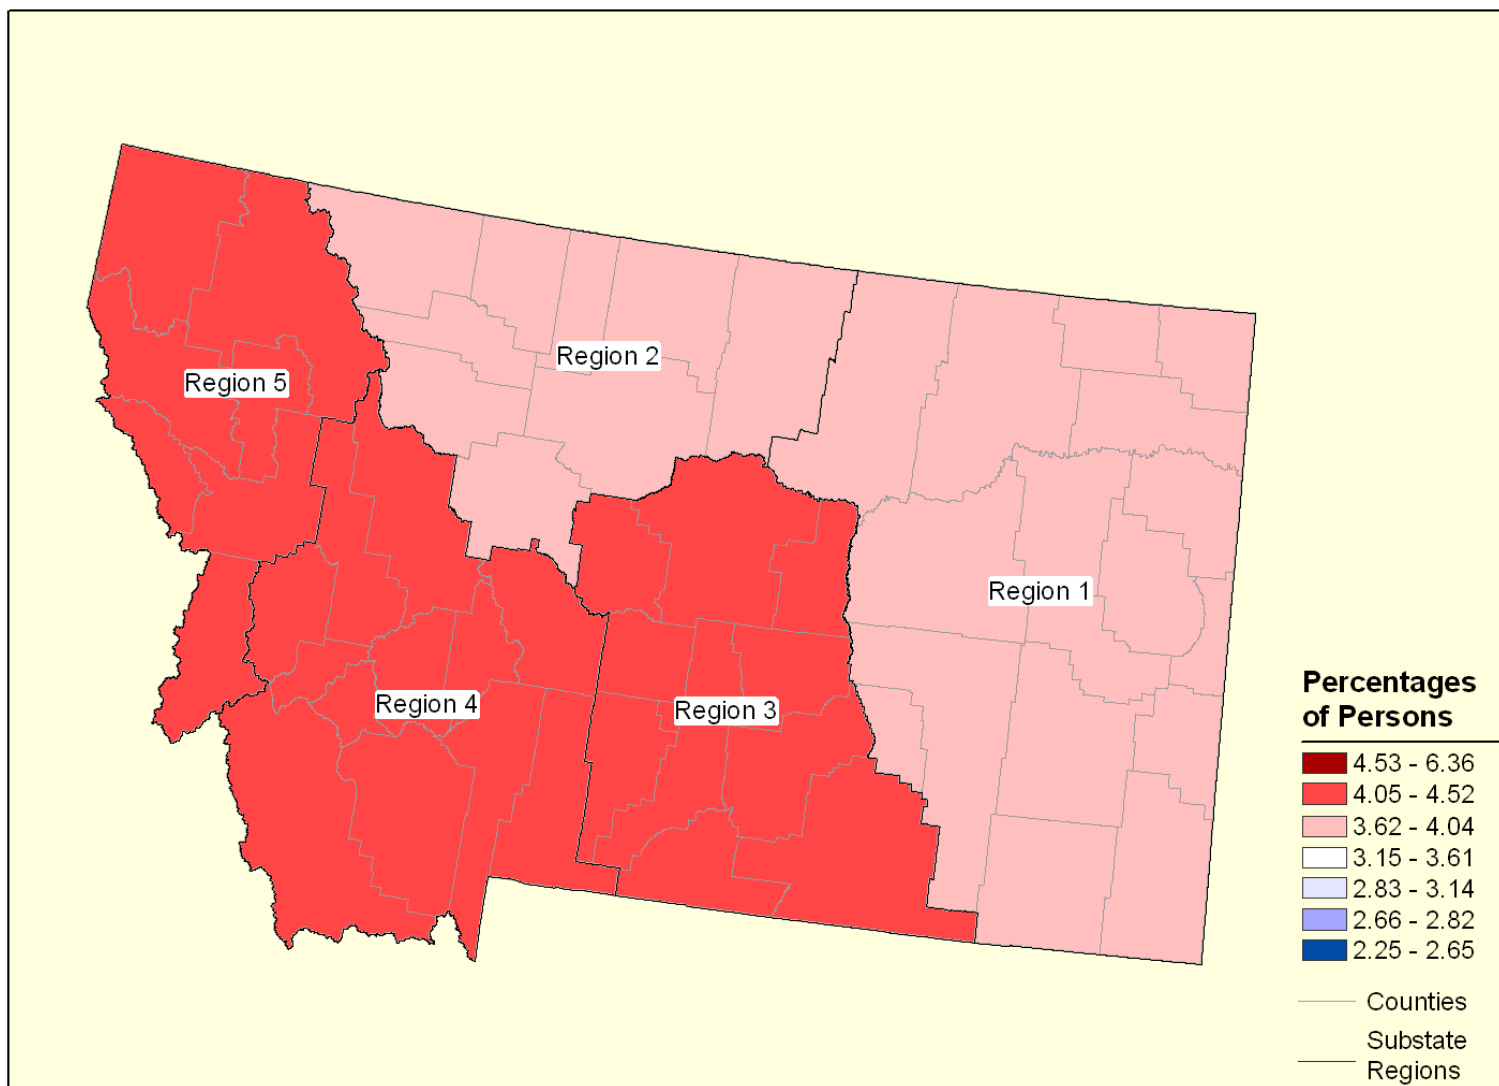 Region 2
Region 5
Region 1
Region 4
Region 3
Percentages
of Persons
4.53 - 6.36
4.05 - 4.52
3.62 - 4.04
3.15 - 3.61
2.83 - 3.14
2.66 - 2.82
2.25 - 2.65
Counties
Substate
Regions